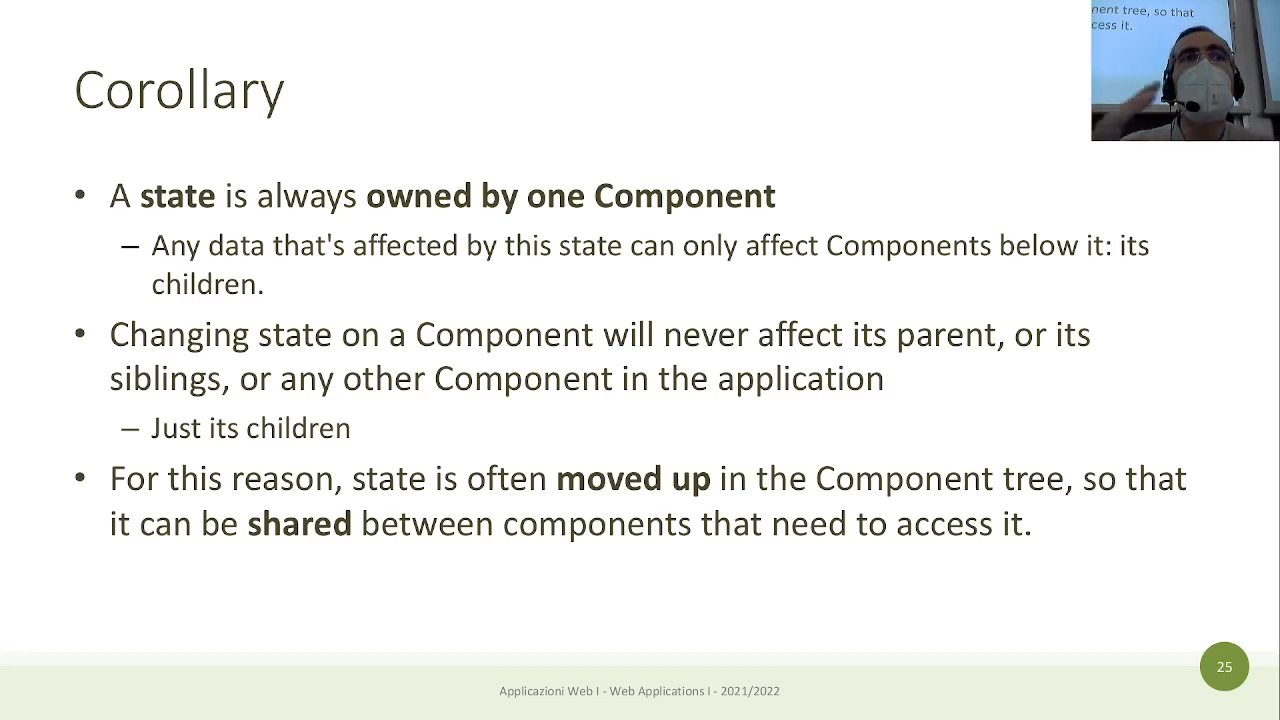 nent tree, so that
cess it.
Corollary
• A state is always owned by one Component
– Any data that's affected by this state can only affect Components below it: its
children.
• Changing state on a Component will never affect its parent, or its
siblings, or any other Component in the application
– Just its children
• For this reason, state is often moved up in the Component tree, so that
it can be shared between components that need to access it.
25
Applicazioni Web I - Web Applications I - 2021/2022